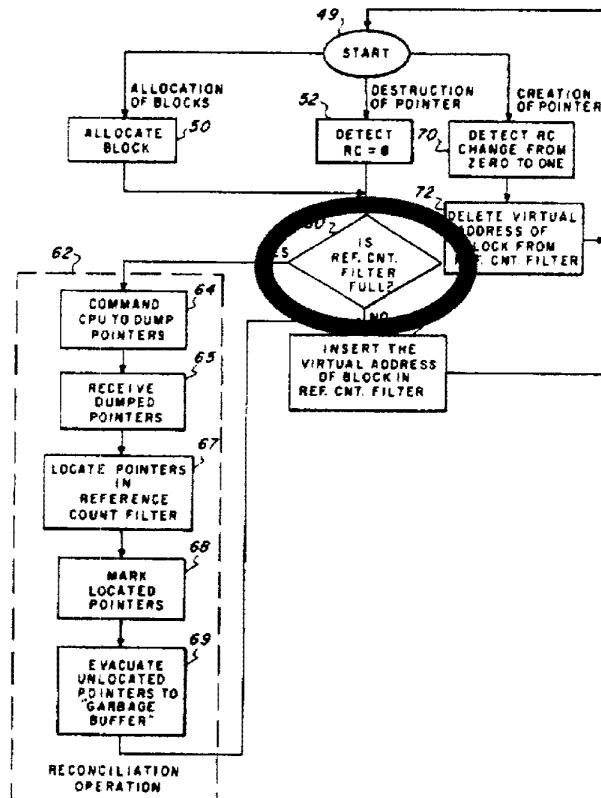 49
START
ALLOCATION
OF BLOCKS
50
ALLOCATE
BLOCK
52
DESTRUCTION
OF POINTER
DETECT
RC = 0
CREATION
OF POINTER
70
DETECT RC
CHANGE FROM
ZERO TO ONE
72
DELETE VIRTUAL
ADDRESS OF
BLOCK FROM
REF. CNT. FILTER
IS
REF. CNT.
FILTER
FULL?
NO
INSERT THE
VIRTUAL ADDRESS
OF BLOCK IN
REF. CNT. FILTER
62
64
COMMAND
CPU TO DUMP
POINTERS
65
RECEIVE
DUMPED
POINTERS
67
LOCATE POINTERS
IN
REFERENCE
COUNT FILTER
68
MARK
LOCATED
POINTERS
69
EVACUATE
UNLOCATED
POINTERS TO
"GARBAGE
BUFFER"
RECONCILIATION
OPERATION